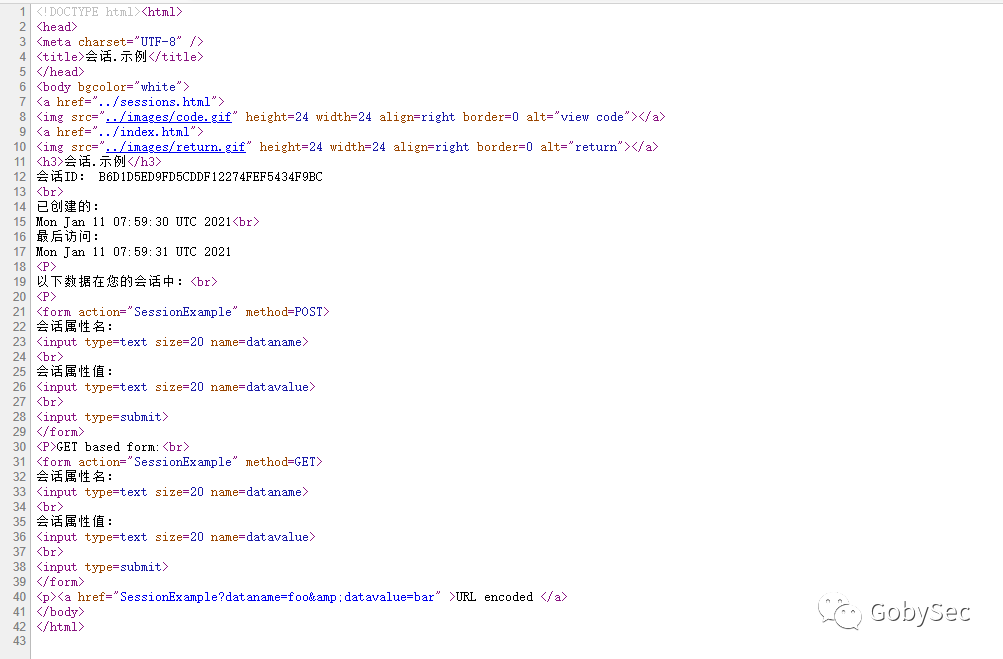 1 <!DOCTYPE html><html>
2 <head>
3 <meta charset="UTF-8" />
4 <title>会话.示例</title>
5 </head>
6 <body bgcolor="white">
7 <a href="../sessions.html">
8 <img src="../images/code.gif" height=24 width=24 align=right border=0 alt="view code"></a>
9 <a href="../index.html">
10 <img src="../images/return.gif" height=24 width=24 align=right border=0 alt="return"></a>
11 <h3>会话.示例</h3>
12 会话ID： B6D1D5ED9FD5CDDF12274FEF5434F9BC
13 <br>
14 已创建的：
15 Mon Jan 11 07:59:30 UTC 2021<br>
16 最后访问：
17 Mon Jan 11 07:59:31 UTC 2021
18 <P>
19 以下数据在您的会话中：<br>
20 <P>
21 <form action="SessionExample" method=POST>
22 会话属性名：
23 <input type=text size=20 name=dataname>
24 <br>
25 会话属性值：
26 <input type=text size=20 name=datavalue>
27 <br>
28 <input type=submit>
29 </form>
30 <P>GET based form:<br>
31 <form action="SessionExample" method=GET>
32 会话属性名：
33 <input type=text size=20 name=dataname>
34 <br>
35 会话属性值：
36 <input type=text size=20 name=datavalue>
37 <br>
38 <input type=submit>
39 </form>
40 <p><a href="SessionExample?dataname=foo&amp;datavalue=bar" >URL encoded </a>
41 </body>
42 </html>
43
GobySec